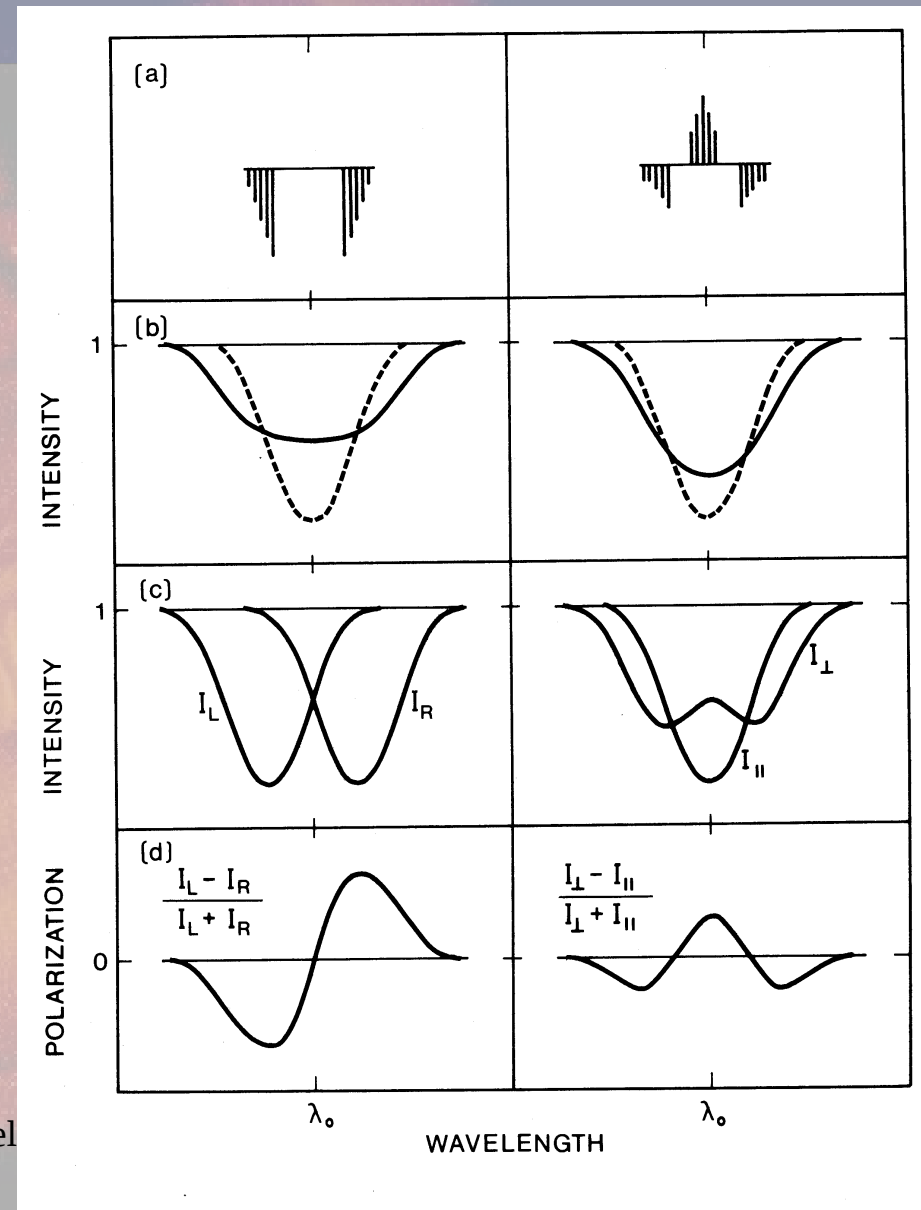 (a)
(b)
1
INTENSITY
(c)
1
I_L
I_R
I_⊥
I_||
INTENSITY
(d)
I_L - I_R
I_L + I_R
I_⊥ - I_||
I_⊥ + I_||
0
POLARIZATION
λ₀
λ₀
WAVELENGTH
el